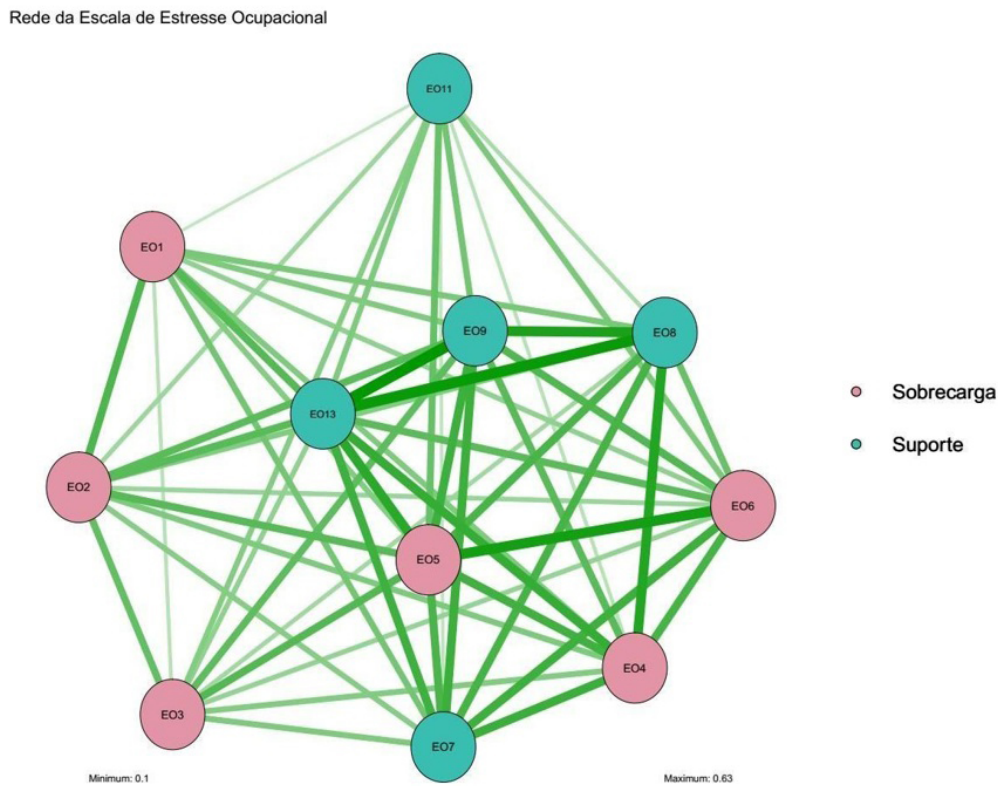 Rede da Escala de Estresse Ocupacional
EO11
EO1
EO9
EO8
EO13
Sobrecarga
Suporte
EO2
EO6
EO5
EO4
EO3
EO7
Minimum: 0.1
Maximum: 0.63